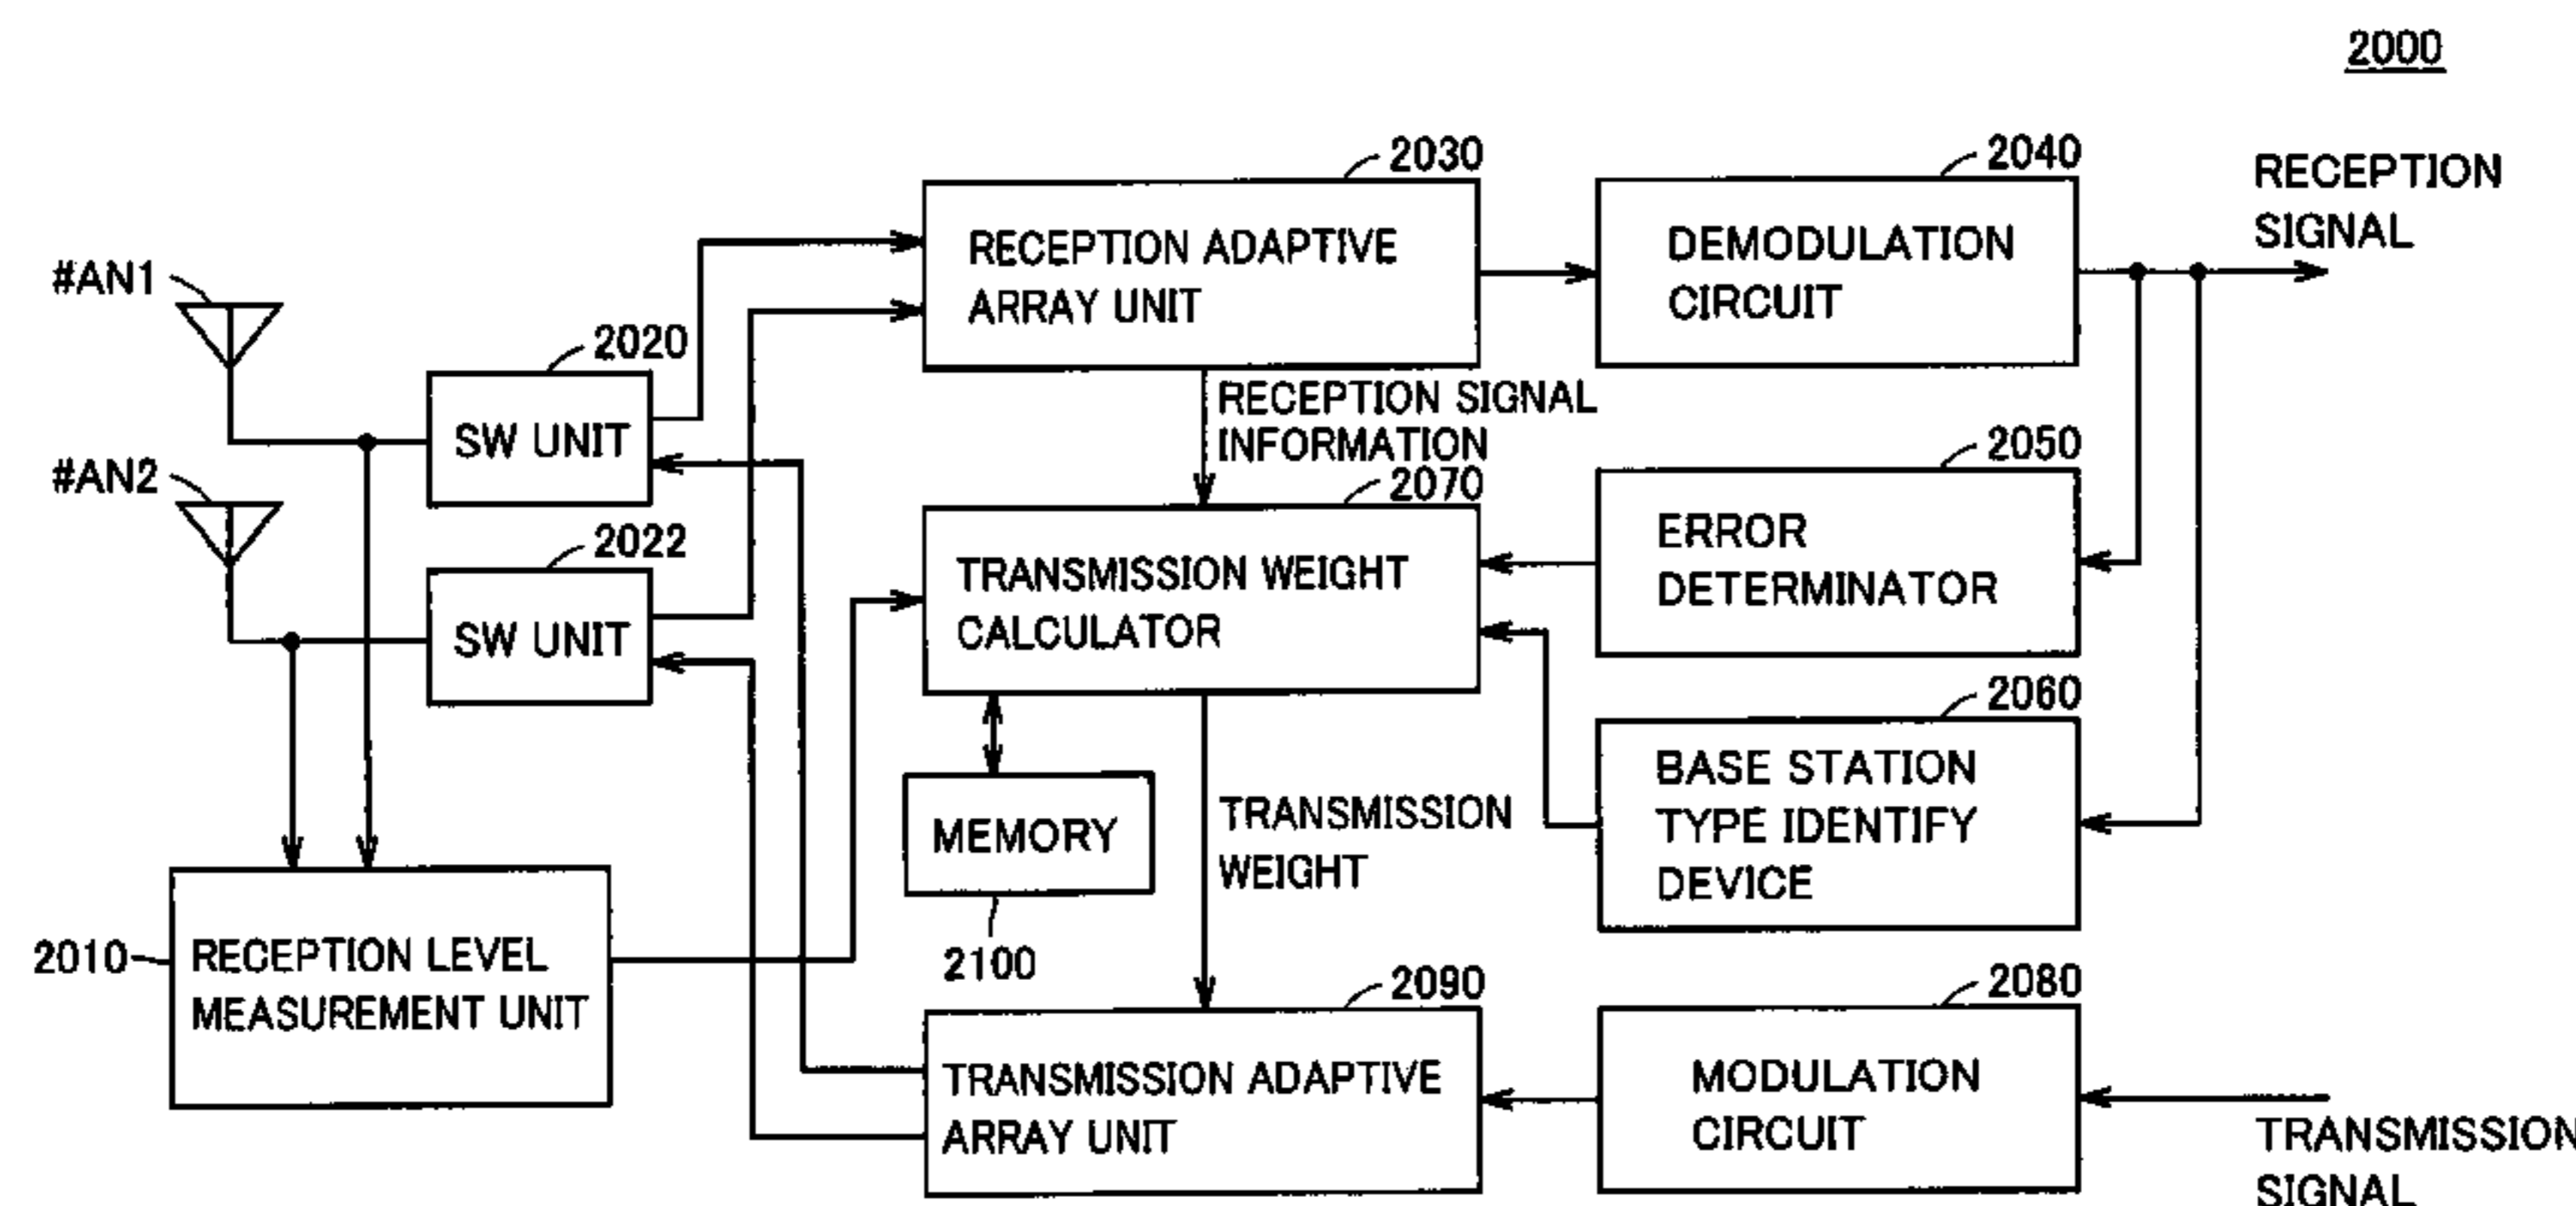 2000
2030
2040
RECEPTION
SIGNAL
RECEPTION ADAPTIVE
ARRAY UNIT
DEMODULATION
CIRCUIT
#AN1
2020
SW UNIT
RECEPTION SIGNAL
INFORMATION
2050
#AN2
2070
2022
SW UNIT
TRANSMISSION WEIGHT
CALCULATOR
ERROR
DETERMINATOR
2060
BASE STATION
TYPE IDENTIFY
DEVICE
MEMORY
TRANSMISSION
WEIGHT
2010
RECEPTION LEVEL
MEASUREMENT UNIT
2100
2090
2080
TRANSMISSION ADAPTIVE
ARRAY UNIT
MODULATION
CIRCUIT
TRANSMISSION
SIGNAL